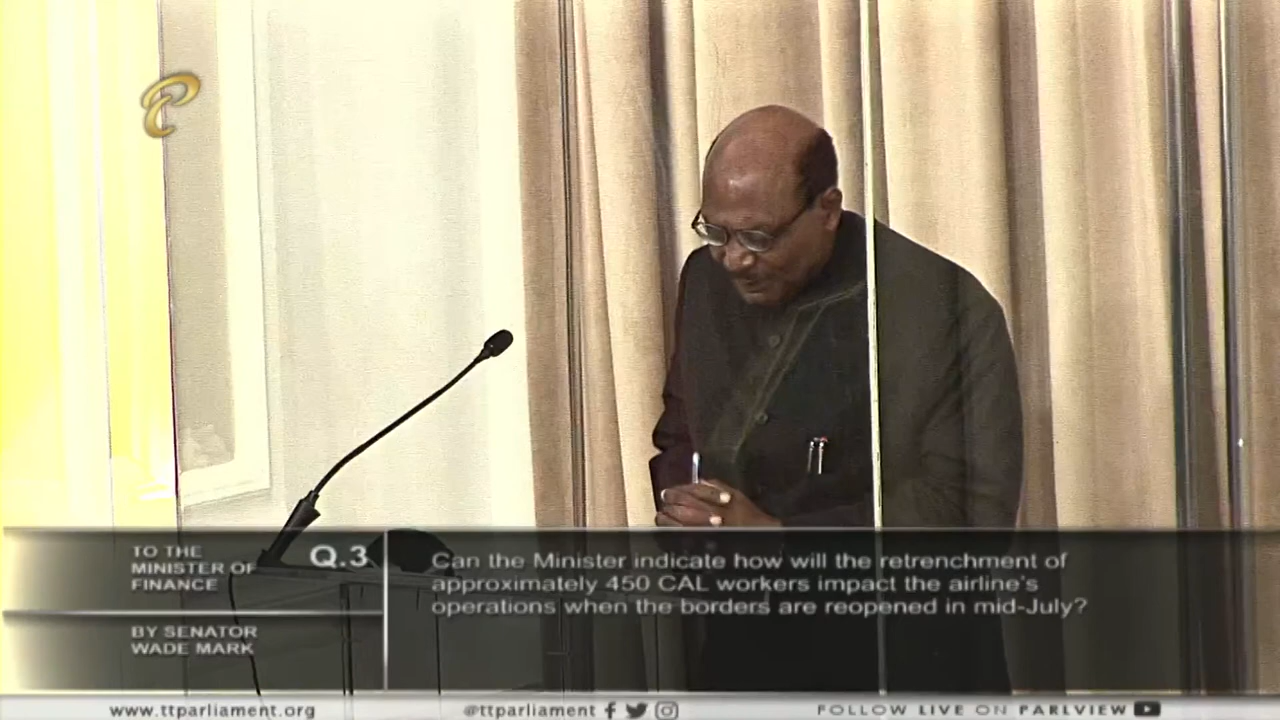 TO THE
MINISTER OF
FINANCE
Q.3
BY SENATOR
WADE MARK
Can the Minister indicate how will the retrenchment of
approximately 450 CAL workers impact the airline's
operations when the borders are reopened in mid-July?
www.ttparliament.org
@ttparliament
FOLLOW LIVE ON PARLVIEW